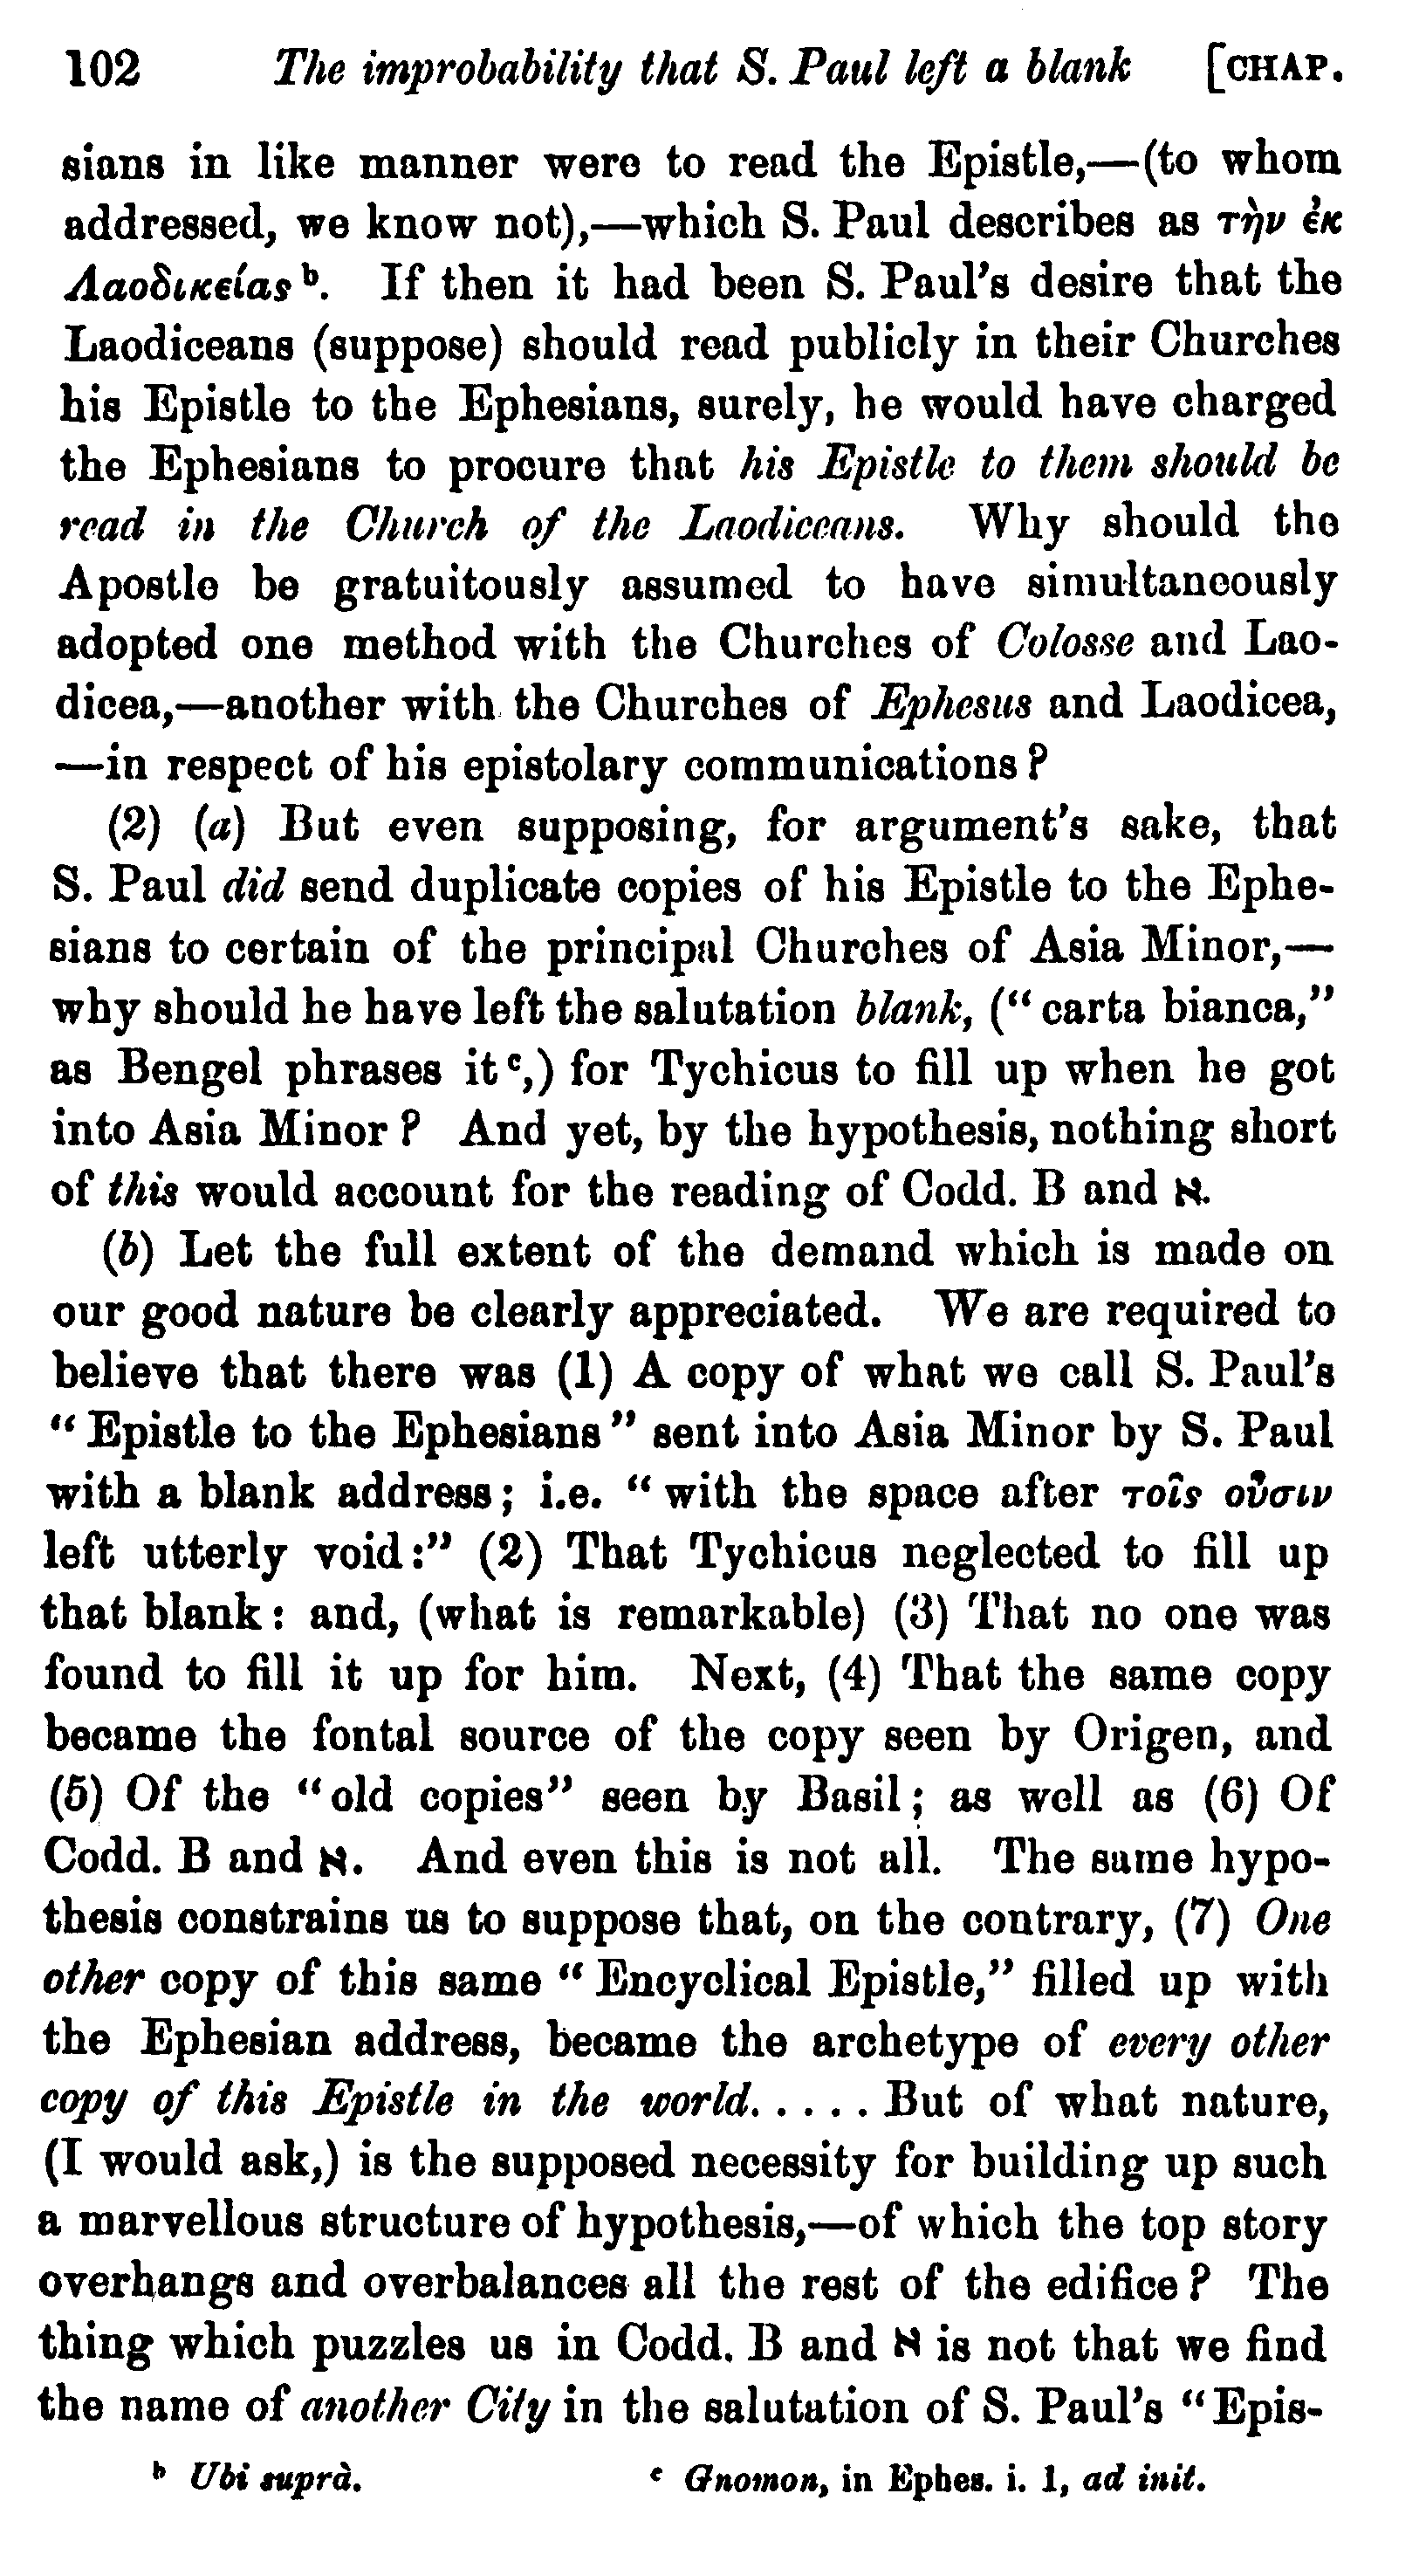 102 The improbability that S. Paul left a blank [CHAP.
sians in like manner were to read the Epistle,—(to whom
addressed, we know not),—which S. Paul describes as τὴν ἐκ
Λαοδικείας ᵇ. If then it had been S. Paul's desire that the
Laodiceans (suppose) should read publicly in their Churches
his Epistle to the Ephesians, surely, he would have charged
the Ephesians to procure that his Epistle to them should be
read in the Church of the Laodiceans. Why should the
Apostle be gratuitously assumed to have simultaneously
adopted one method with the Churches of Colosse and Lao-
dicea,—another with the Churches of Ephesus and Laodicea,
—in respect of his epistolary communications?
(2) (a) But even supposing, for argument's sake, that
S. Paul did send duplicate copies of his Epistle to the Ephe-
sians to certain of the principal Churches of Asia Minor,—
why should he have left the salutation blank, ("carta bianca,"
as Bengel phrases it ᶜ,) for Tychicus to fill up when he got
into Asia Minor? And yet, by the hypothesis, nothing short
of this would account for the reading of Codd. B and א.
(b) Let the full extent of the demand which is made on
our good nature be clearly appreciated. We are required to
believe that there was (1) A copy of what we call S. Paul's
"Epistle to the Ephesians" sent into Asia Minor by S. Paul
with a blank address; i.e. "with the space after τοῖς οὖσιν
left utterly void:" (2) That Tychicus neglected to fill up
that blank: and, (what is remarkable) (3) That no one was
found to fill it up for him. Next, (4) That the same copy
became the fontal source of the copy seen by Origen, and
(5) Of the "old copies" seen by Basil; as well as (6) Of
Codd. B and א. And even this is not all. The same hypo-
thesis constrains us to suppose that, on the contrary, (7) One
other copy of this same "Encyclical Epistle," filled up with
the Ephesian address, became the archetype of every other
copy of this Epistle in the world. . . . . . But of what nature,
(I would ask,) is the supposed necessity for building up such
a marvellous structure of hypothesis,—of which the top story
overhangs and overbalances all the rest of the edifice? The
thing which puzzles us in Codd. B and א is not that we find
the name of another City in the salutation of S. Paul's "Epis-
ᵇ Ubi suprà. ᶜ Gnomon, in Ephes. i. 1, ad init.